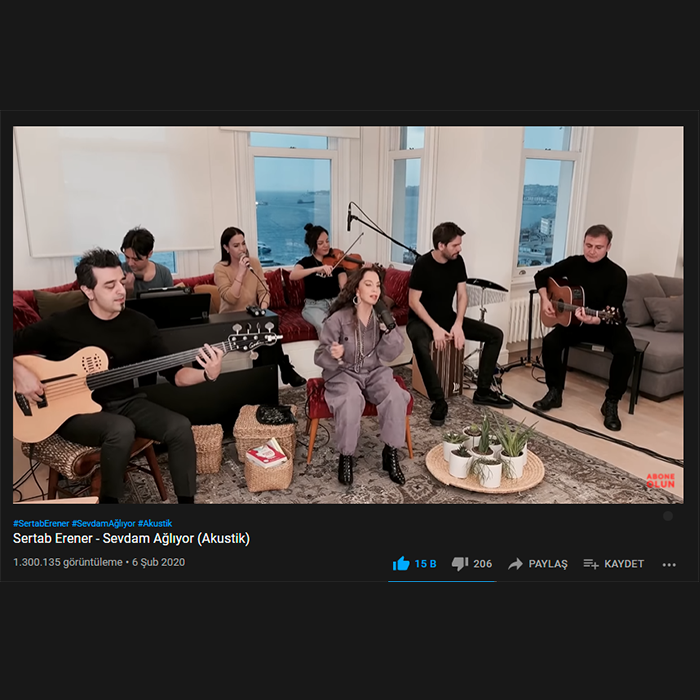 ABONE
OLUN
#SertabErener #SevdamAğlıyor #Akustik
Sertab Erener - Sevdam Ağlıyor (Akustik)
1.300.135 görüntüleme • 6 Şub 2020
15 B 206 PAYLAŞ KAYDET